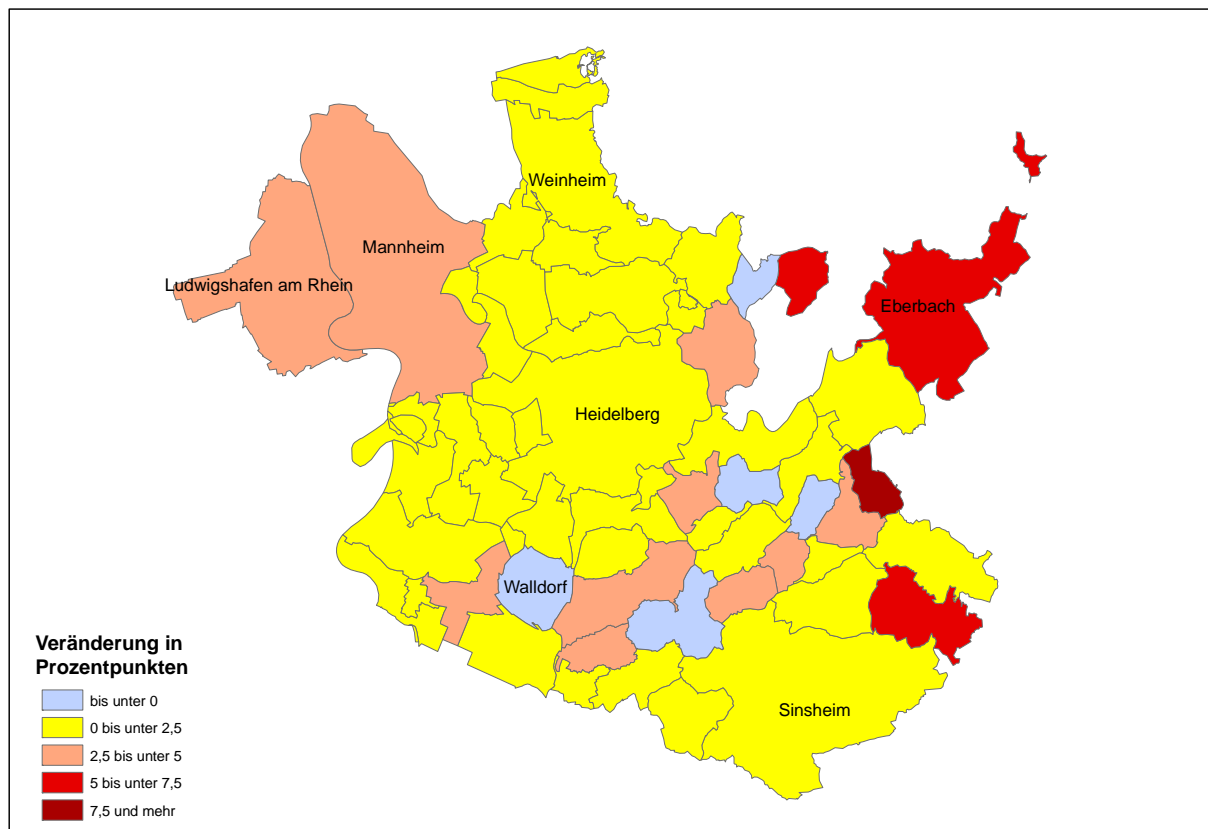 Weinheim
Mannheim
Ludwigshafen am Rhein
Eberbach
Heidelberg
Walldorf
Sinsheim
Veränderung in
Prozentpunkten
bis unter 0
0 bis unter 2,5
2,5 bis unter 5
5 bis unter 7,5
7,5 und mehr